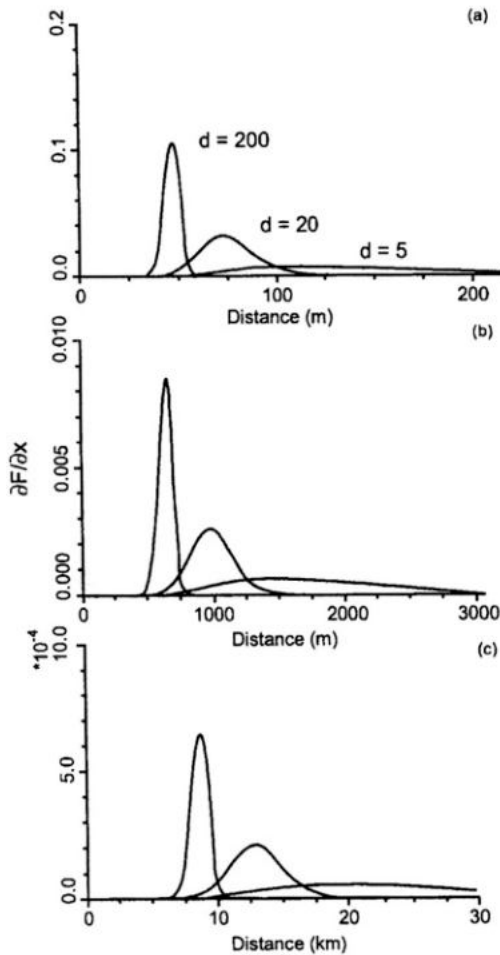 (a)
0.2
0.1
0.0
d = 200
d = 20
d = 5
0 100 200
Distance (m)
(b)
0.010
0.005
0.000
∂F/∂x
0 1000 2000 3000
Distance (m)
(c)
*10-4
10.0
5.0
0.0
0 10 20 30
Distance (km)